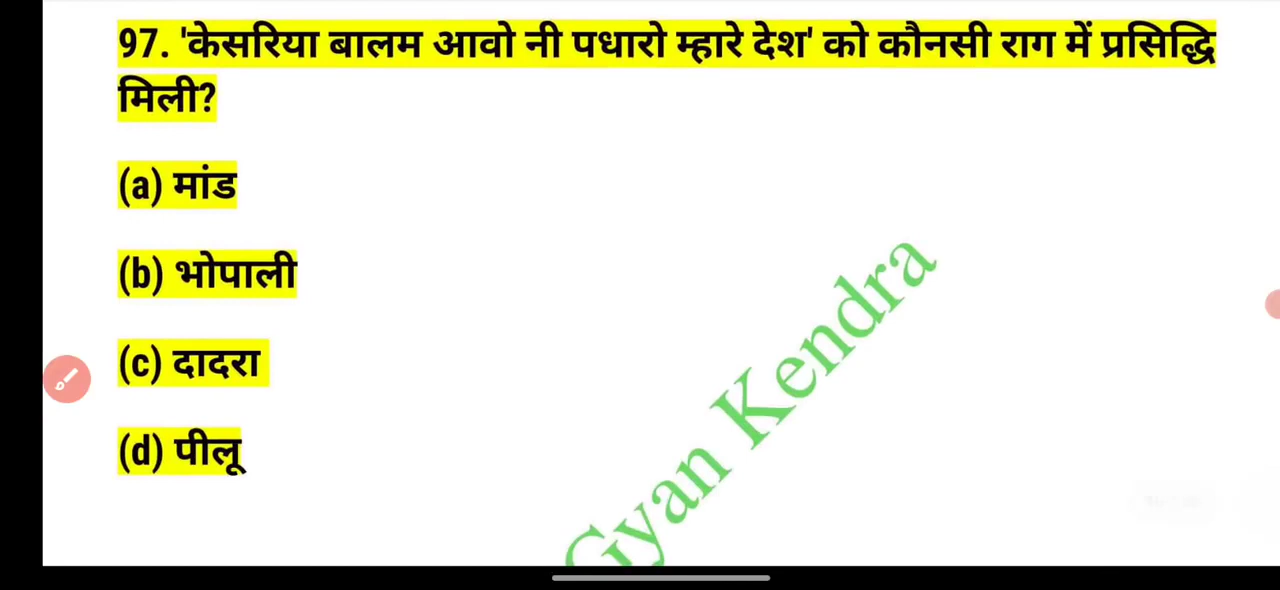 97. 'केसरिया बालम आवो नी पधारो म्हारे देश' को कौनसी राग में प्रसिद्धि
मिली?
(a) मांड
(b) भोपाली
(c) दादरा
(d) पीलू
Gyan Kendra